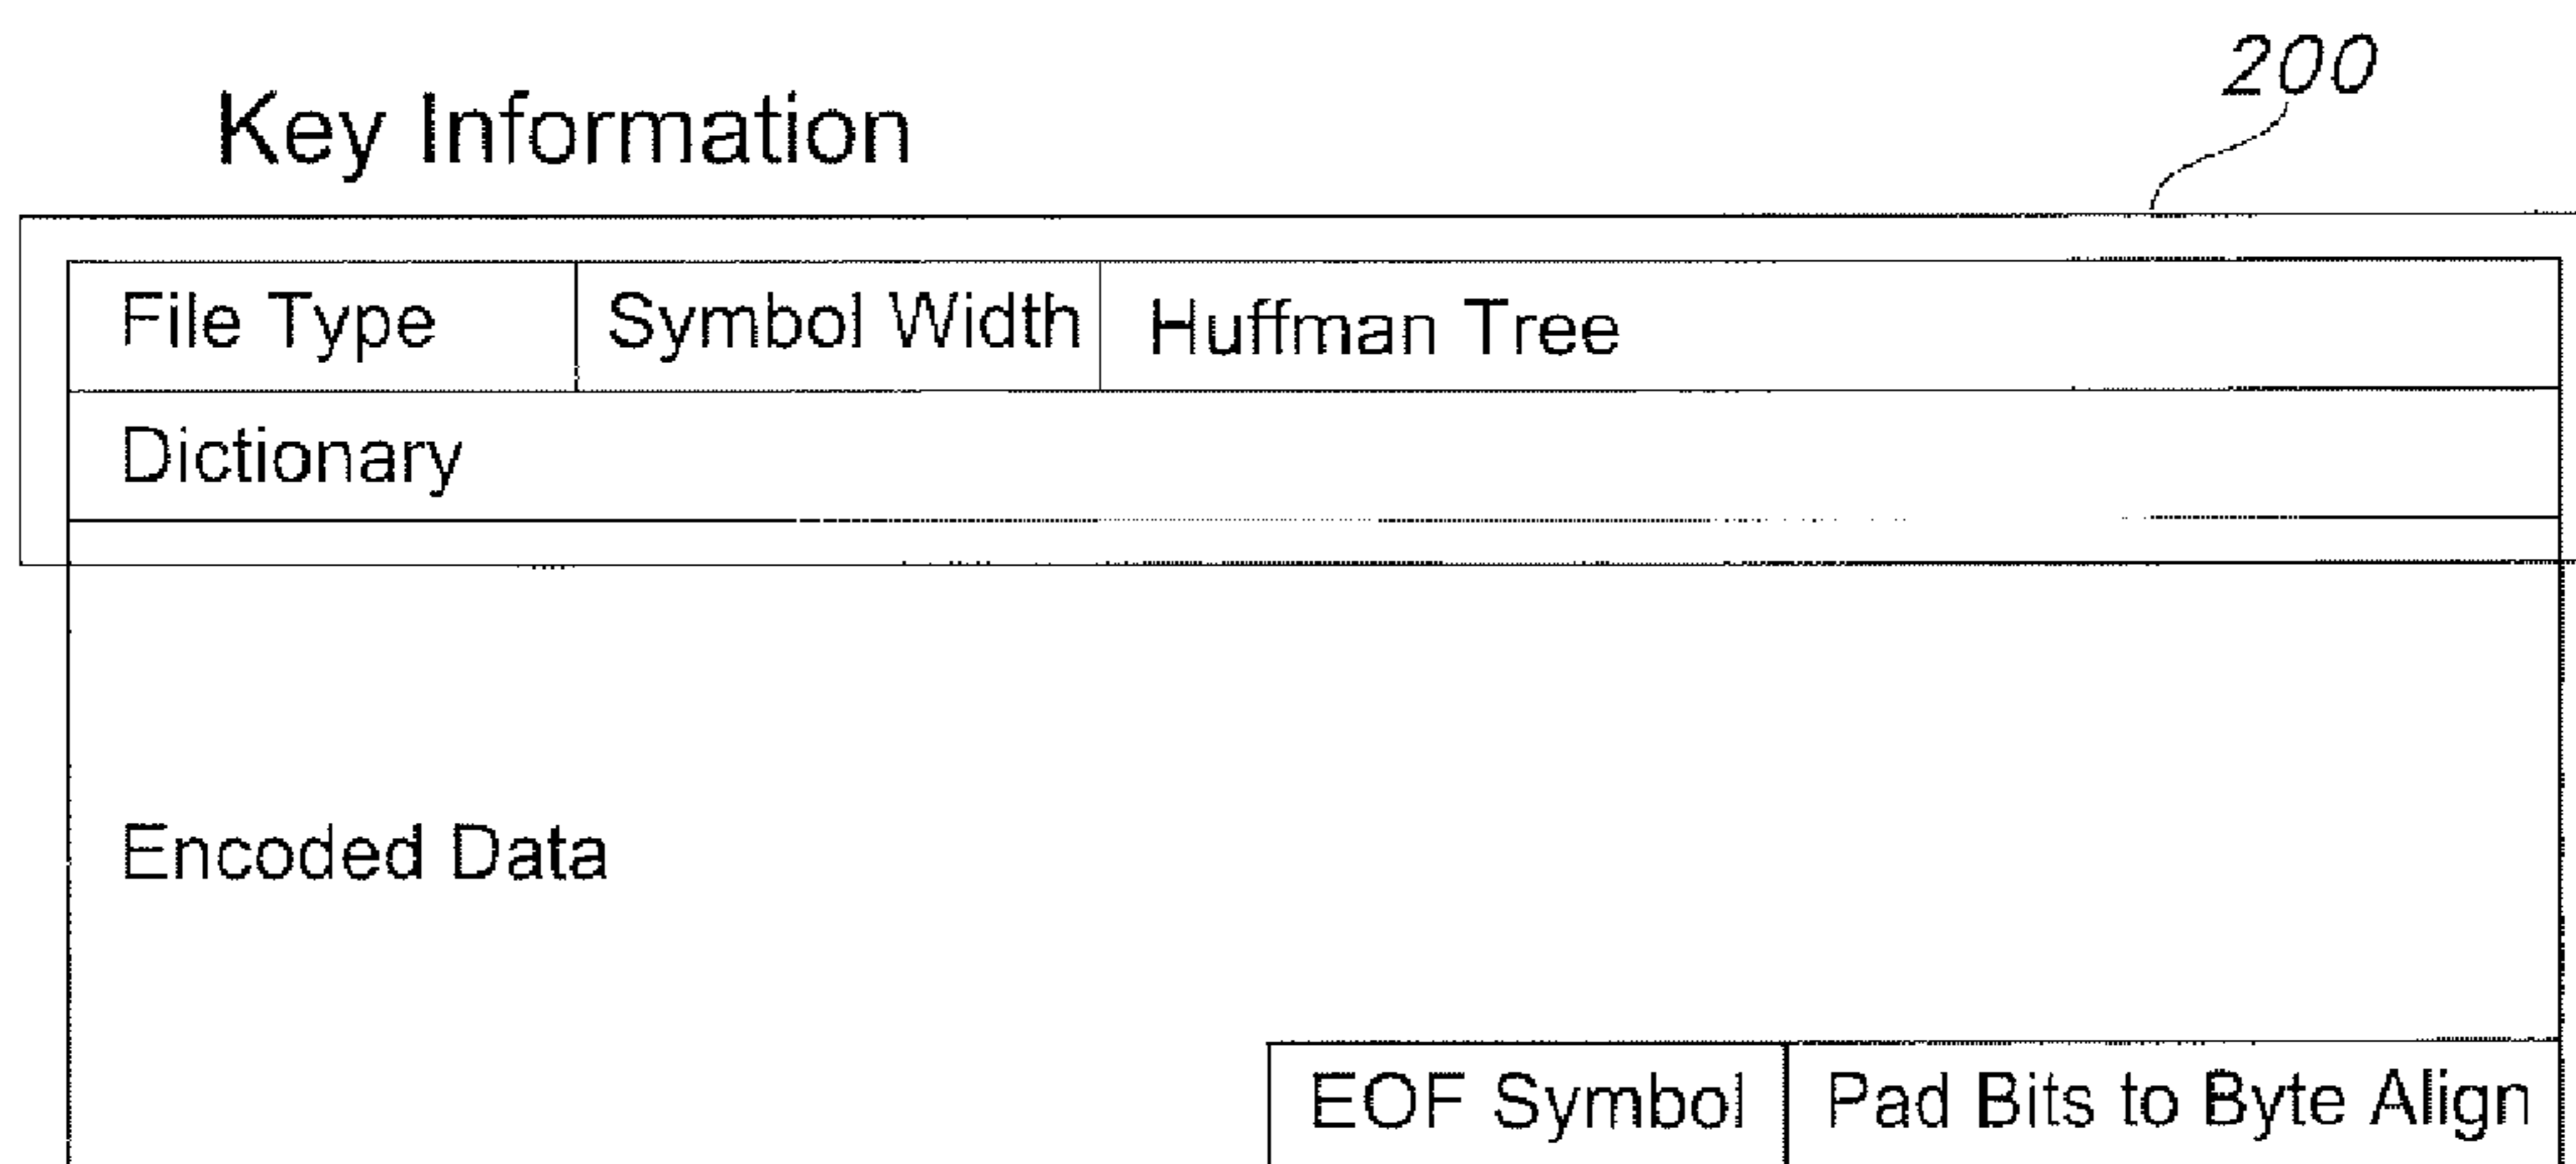 200
Key Information
File Type Symbol Width Huffman Tree
Dictionary
Encoded Data
EOF Symbol Pad Bits to Byte Align